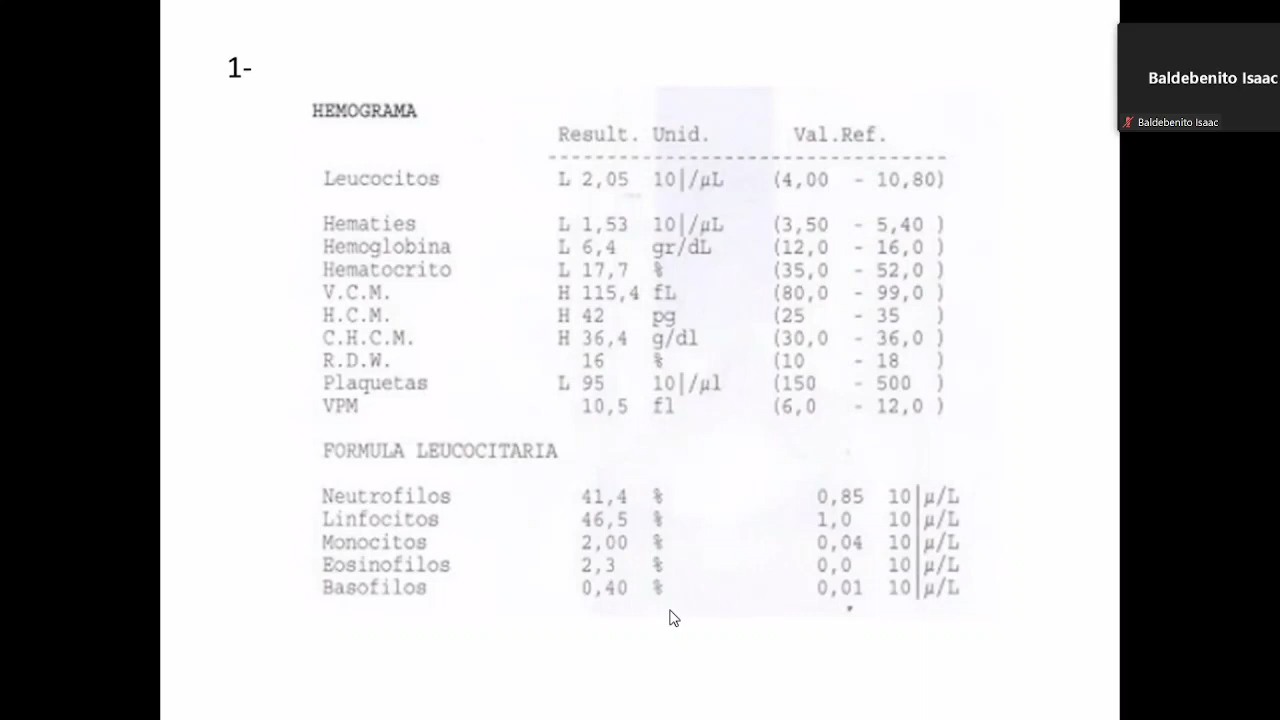 1-
Baldebenito Isaac
Baldebenito Isaac
HEMOGRAMA
Result. Unid. Val.Ref.
Leucocitos L 2,05 10|/µL (4,00 - 10,80)
Hematies L 1,53 10|/µL (3,50 - 5,40 )
Hemoglobina L 6,4 gr/dL (12,0 - 16,0 )
Hematocrito L 17,7 % (35,0 - 52,0 )
V.C.M. H 115,4 fL (80,0 - 99,0 )
H.C.M. H 42 pg (25 - 35 )
C.H.C.M. H 36,4 g/dl (30,0 - 36,0 )
R.D.W. 16 % (10 - 18 )
Plaquetas L 95 10|/µl (150 - 500 )
VPM 10,5 fl (6,0 - 12,0 )
FORMULA LEUCOCITARIA
Neutrofilos 41,4 % 0,85 10|µ/L
Linfocitos 46,5 % 1,0 10|µ/L
Monocitos 2,00 % 0,04 10|µ/L
Eosinofilos 2,3 % 0,0 10|µ/L
Basofilos 0,40 % 0,01 10|µ/L